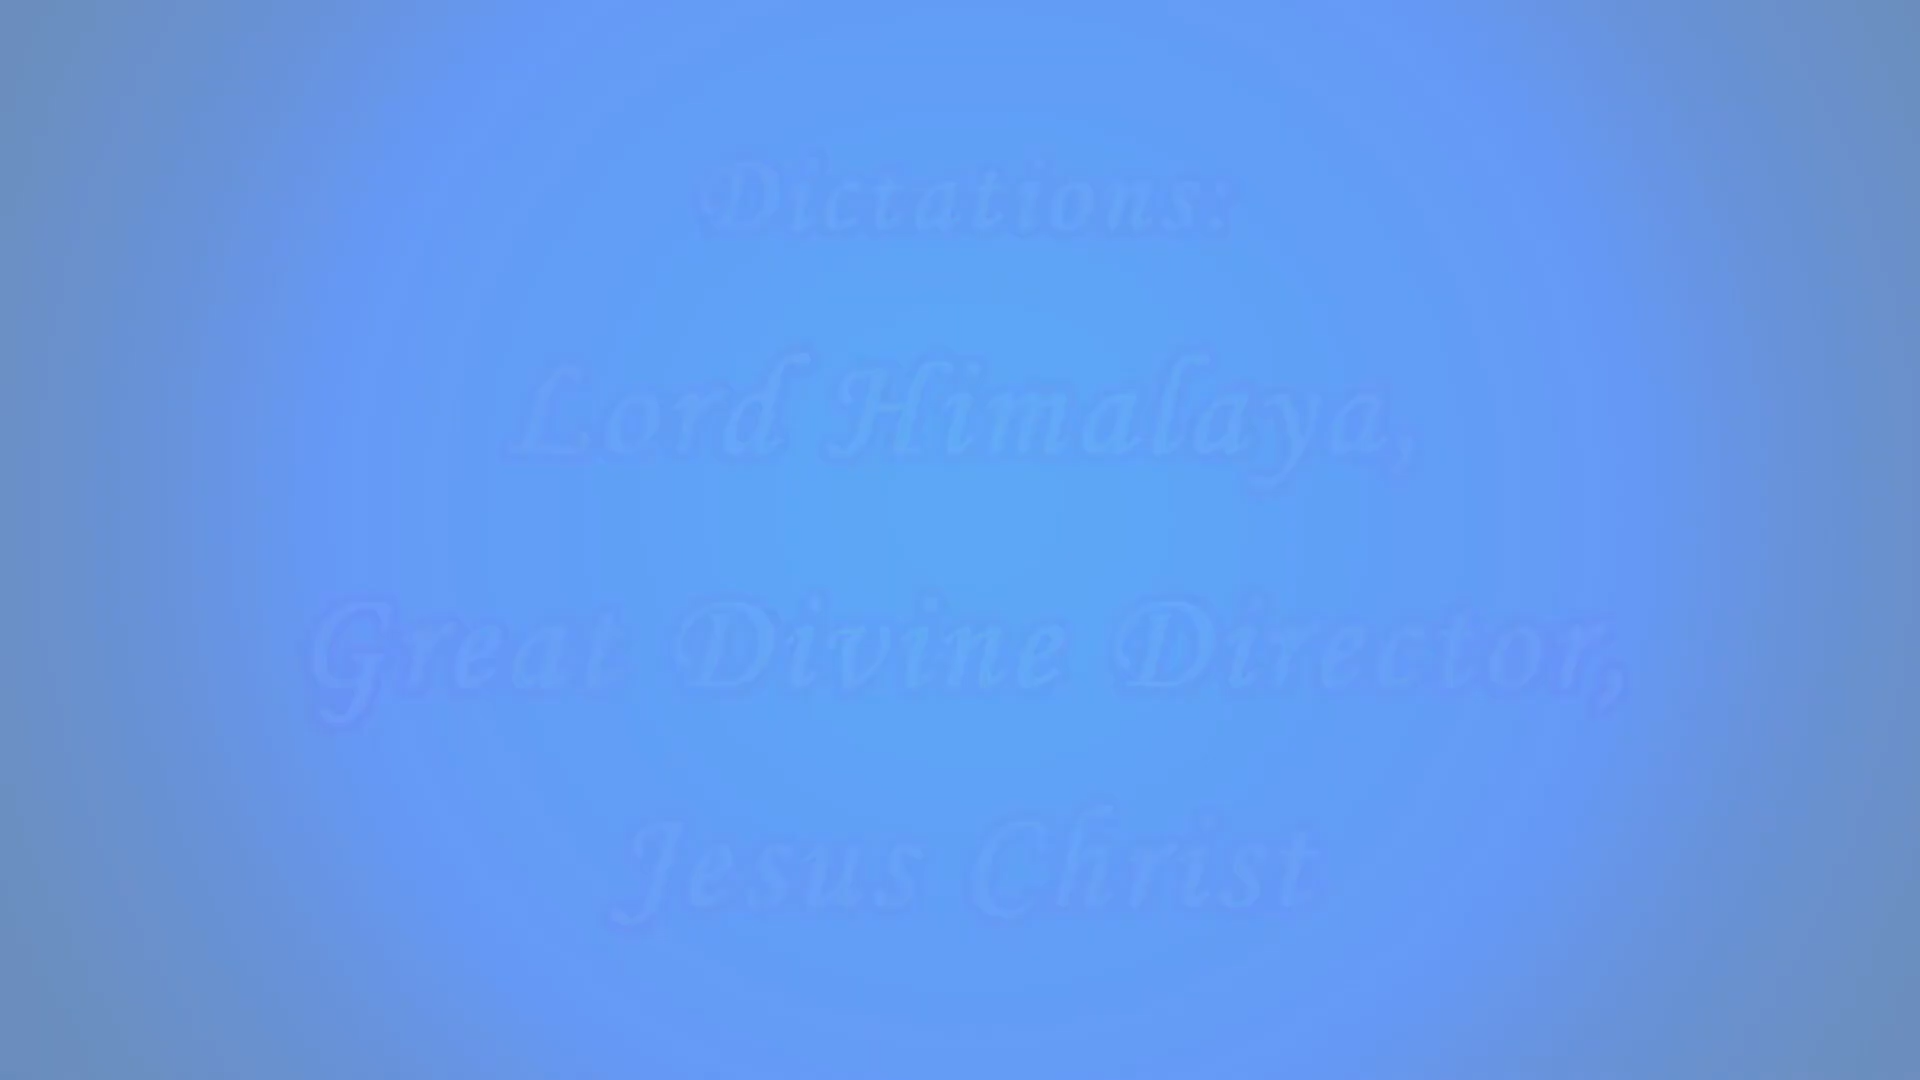 Dictations:
Lord Himalaya,
Great Divine Director,
Jesus Christ